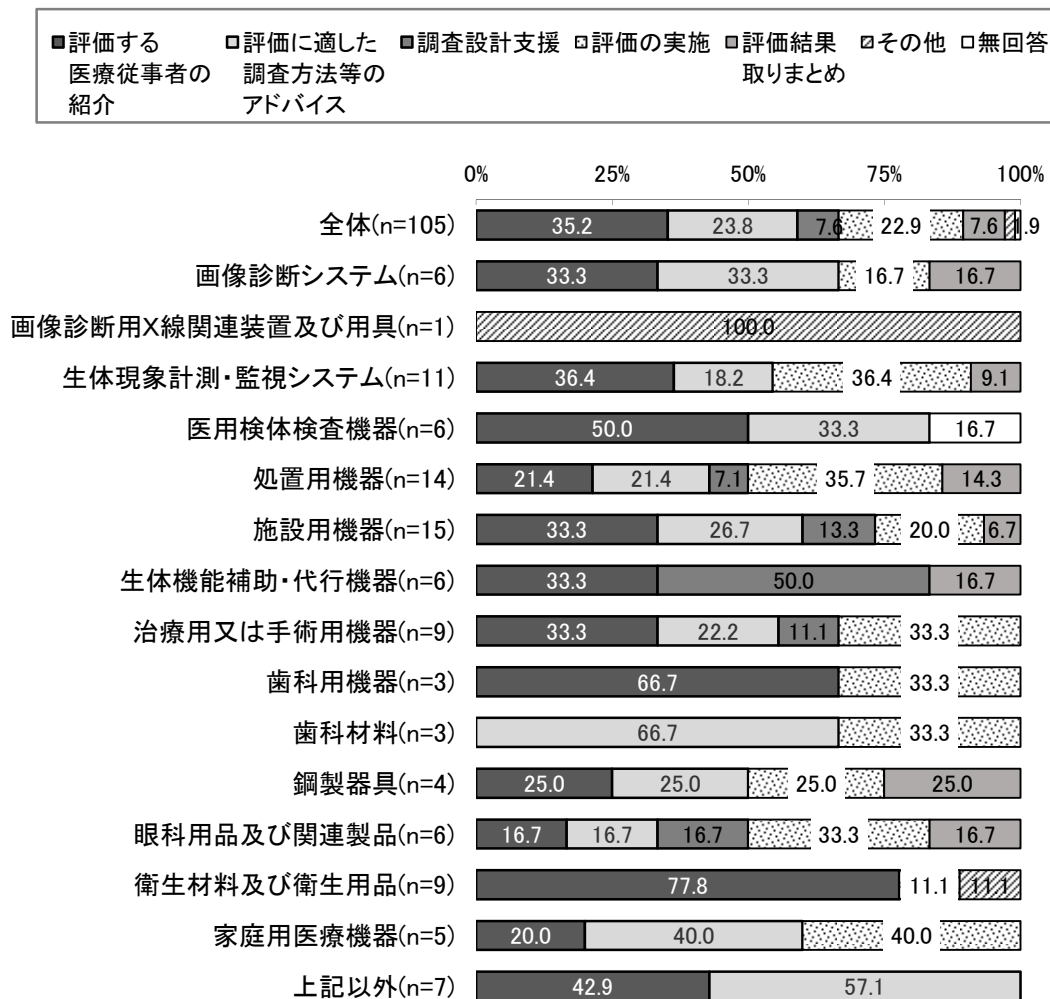 ■評価する □評価に適した ■調査設計支援 □評価の実施 ■評価結果 □その他 □無回答
医療従事者の 調査方法等の 取りまとめ
紹介 アドバイス
0% 25% 50% 75% 100%
全体(n=105) 35.2 23.8 7.6 22.9 7.6 1.9
画像診断システム(n=6) 33.3 33.3 16.7 16.7
画像診断用X線関連装置及び用具(n=1) 100.0
生体現象計測・監視システム(n=11) 36.4 18.2 36.4 9.1
医用検体検査機器(n=6) 50.0 33.3 16.7
処置用機器(n=14) 21.4 21.4 7.1 35.7 14.3
施設用機器(n=15) 33.3 26.7 13.3 20.0 6.7
生体機能補助・代行機器(n=6) 33.3 50.0 16.7
治療用又は手術用機器(n=9) 33.3 22.2 11.1 33.3
歯科用機器(n=3) 66.7 33.3
歯科材料(n=3) 66.7 33.3
鋼製器具(n=4) 25.0 25.0 25.0 25.0
眼科用品及び関連製品(n=6) 16.7 16.7 16.7 33.3 16.7
衛生材料及び衛生用品(n=9) 77.8 11.1 11.1
家庭用医療機器(n=5) 20.0 40.0 40.0
上記以外(n=7) 42.9 57.1